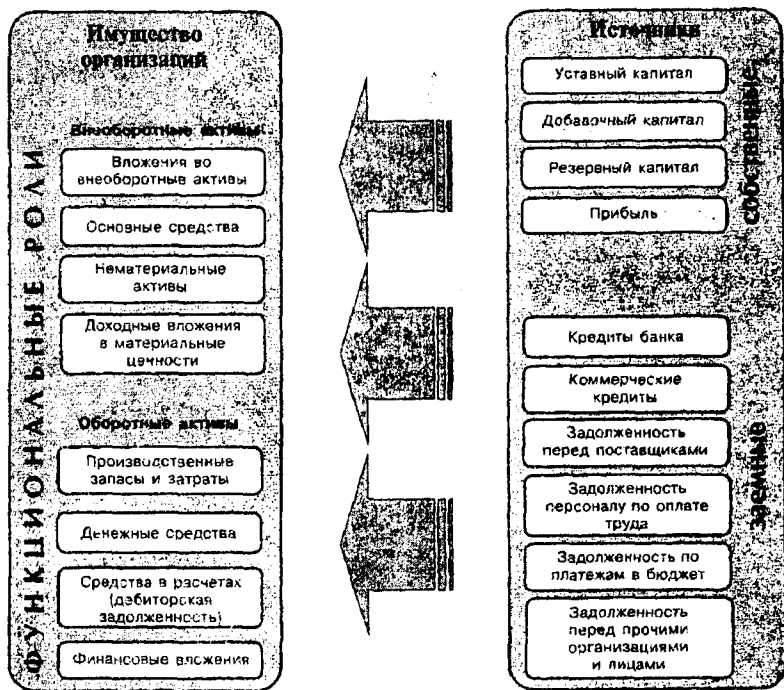 Имущество
организаций
Внеоборотные активы
Вложения во
внеоборотные активы
Основные средства
Нематериальные
активы
Доходные вложения
в материальные
ценности
Оборотные активы
Производственные
запасы и затраты
Денежные средства
Средства в расчетах
(дебиторская
задолженность)
Финансовые вложения
ФУНКЦИОНАЛЬНЫЕ РОЛИ
Источники
Уставный капитал
Добавочный капитал
Резервный капитал
Прибыль
собственные
Кредиты банка
Коммерческие
кредиты
Задолженность
перед поставщиками
Задолженность
персоналу по оплате
труда
Задолженность по
платежам в бюджет
Задолженность
перед прочими
организациями
и лицами
заемные